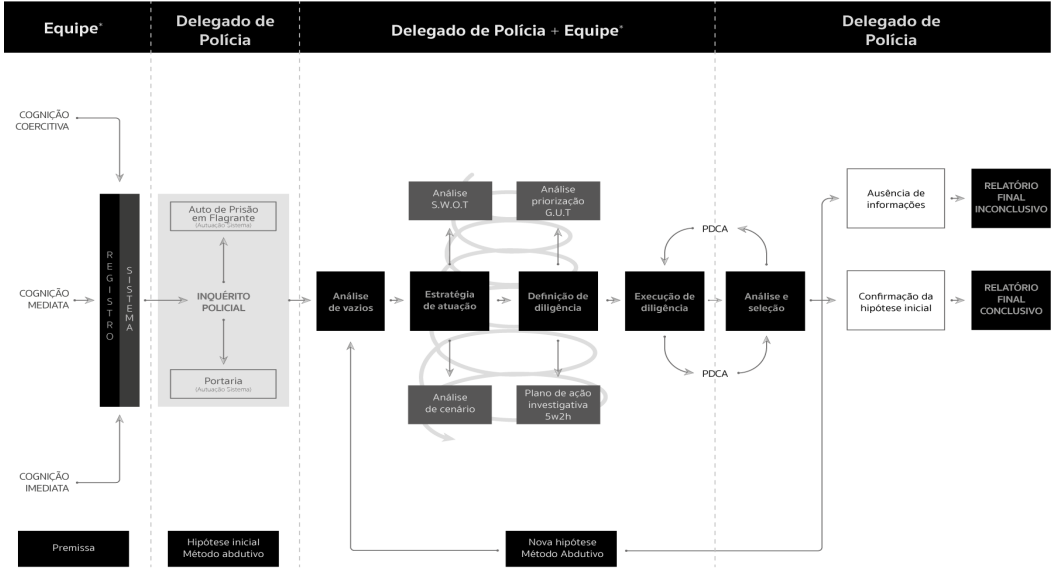 Equipe*
Delegado de
Polícia
Delegado de Polícia + Equipe*
Delegado de
Polícia
COGNIÇÃO
COERCITIVA
COGNIÇÃO
MEDIATA
COGNIÇÃO
IMEDIATA
REGISTRO
SISTEMA
Auto de Prisão
em Flagrante
(Autuação Sistema)
INQUÉRITO
POLICIAL
Portaria
(Autuação Sistema)
Análise
de vazios
Análise
S.W.O.T
Estratégia
de atuação
Análise
de cenário
Análise
priorização
G.U.T
Definição de
diligência
Plano de ação
investigativa
5w2h
Execução de
diligência
PDCA
PDCA
Análise e
seleção
Ausência de
informações
RELATÓRIO
FINAL
INCONCLUSIVO
Confirmação da
hipótese inicial
RELATÓRIO
FINAL
CONCLUSIVO
Premissa
Hipótese inicial
Método abdutivo
Nova hipótese
Método Abdutivo